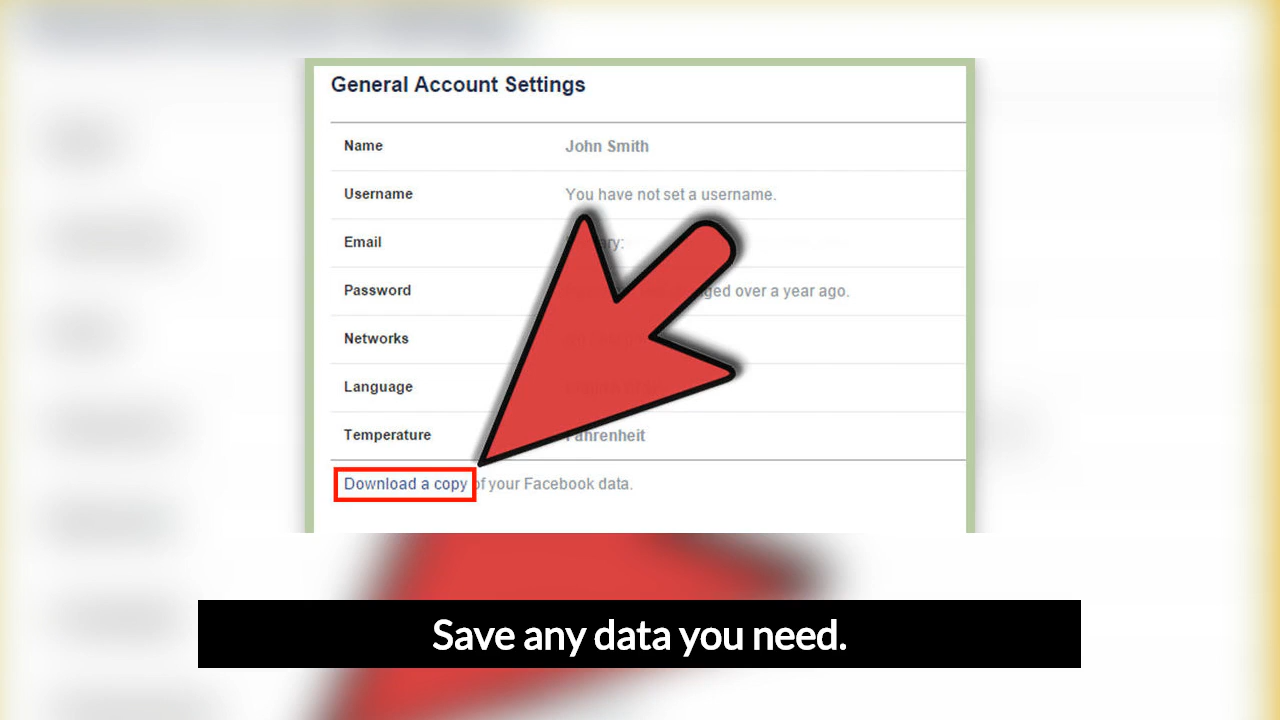 General Account Settings
Name John Smith
Username You have not set a username.
Email
Password over a year ago.
Networks
Language
Temperature Fahrenheit
Download a copy of your Facebook data.
Save any data you need.